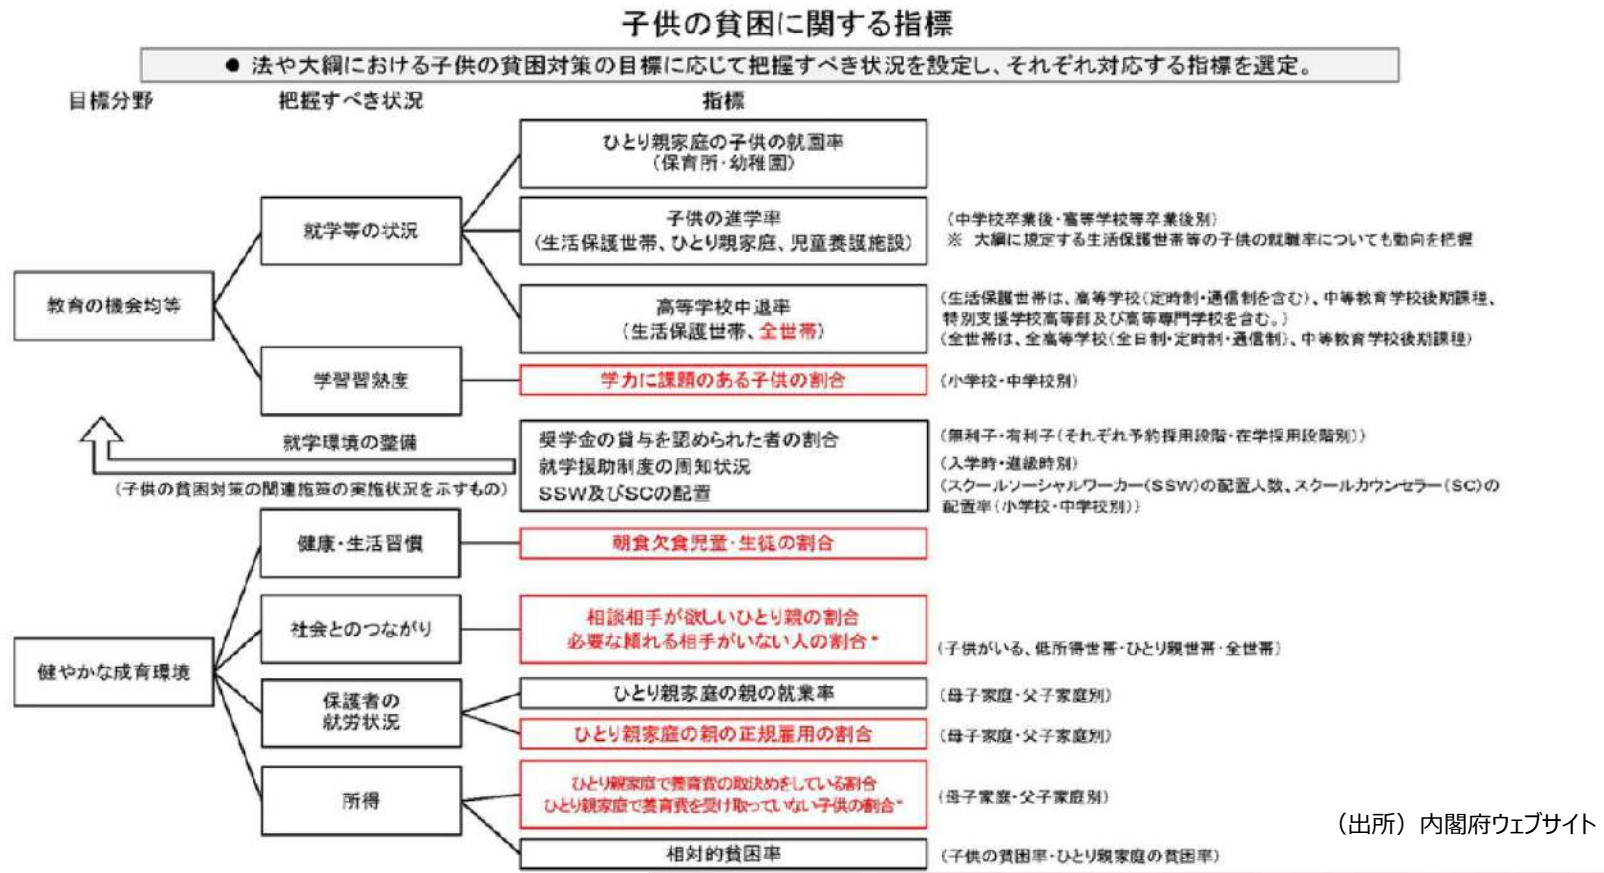 子供の貧困に関する指標
● 法や大綱における子供の貧困対策の目標に応じて把握すべき状況を設定し、それぞれ対応する指標を選定。
目標分野
把握すべき状況
指標
教育の機会均等
就学等の状況
ひとり親家庭の子供の就園率
(保育所・幼稚園)
子供の進学率
(生活保護世帯、ひとり親家庭、児童養護施設)
(中学校卒業後・高等学校等卒業後別)
※ 大綱に規定する生活保護世帯等の子供の就職率についても動向を把握
高等学校中退率
(生活保護世帯、全世帯)
(生活保護世帯は、高等学校(定時制・通信制を含む)、中等教育学校後期課程、
特別支援学校高等部及び高等専門学校を含む。)
(全世帯は、全高等学校(全日制・定時制・通信制)、中等教育学校後期課程)
学習習熟度
学力に課題のある子供の割合
(小学校・中学校別)
就学環境の整備
(子供の貧困対策の関連施策の実施状況を示すもの)
奨学金の貸与を認められた者の割合
(無利子・有利子(それぞれ予約採用段階・在学採用段階別))
就学援助制度の周知状況
(入学時・進級時別)
SSW及びSCの配置
(スクールソーシャルワーカー(SSW)の配置人数、スクールカウンセラー(SC)の
配置率(小学校・中学校別))
健やかな成育環境
健康・生活習慣
朝食欠食児童・生徒の割合
社会とのつながり
相談相手が欲しいひとり親の割合
必要な頼れる相手がいない人の割合*
(子供がいる、低所得世帯・ひとり親世帯・全世帯)
保護者の
就労状況
ひとり親家庭の親の就業率
(母子家庭・父子家庭別)
ひとり親家庭の親の正規雇用の割合
(母子家庭・父子家庭別)
所得
ひとり親家庭で養育費の取決めをしている割合
ひとり親家庭で養育費を受け取っていない子供の割合*
(母子家庭・父子家庭別)
相対的貧困率
(子供の貧困率・ひとり親家庭の貧困率)
(出所)内閣府ウェブサイト